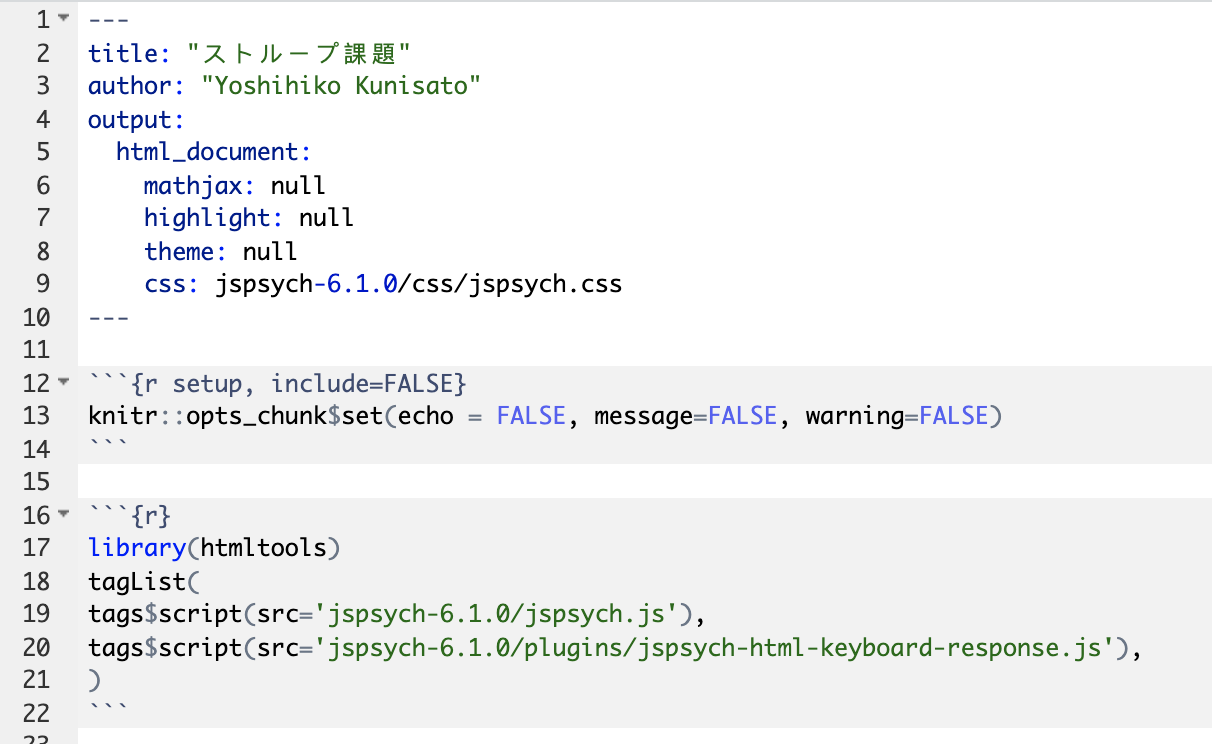 1 ---
2 title: "ストループ課題"
3 author: "Yoshihiko Kunisato"
4 output:
5   html_document:
6     mathjax: null
7     highlight: null
8     theme: null
9     css: jspsych-6.1.0/css/jspsych.css
10 ---
11
12 ```{r setup, include=FALSE}
13 knitr::opts_chunk$set(echo = FALSE, message=FALSE, warning=FALSE)
14 ```
15
16 ```{r}
17 library(htmltools)
18 tagList(
19 tags$script(src='jspsych-6.1.0/jspsych.js'),
20 tags$script(src='jspsych-6.1.0/plugins/jspsych-html-keyboard-response.js'),
21 )
22 ```
23